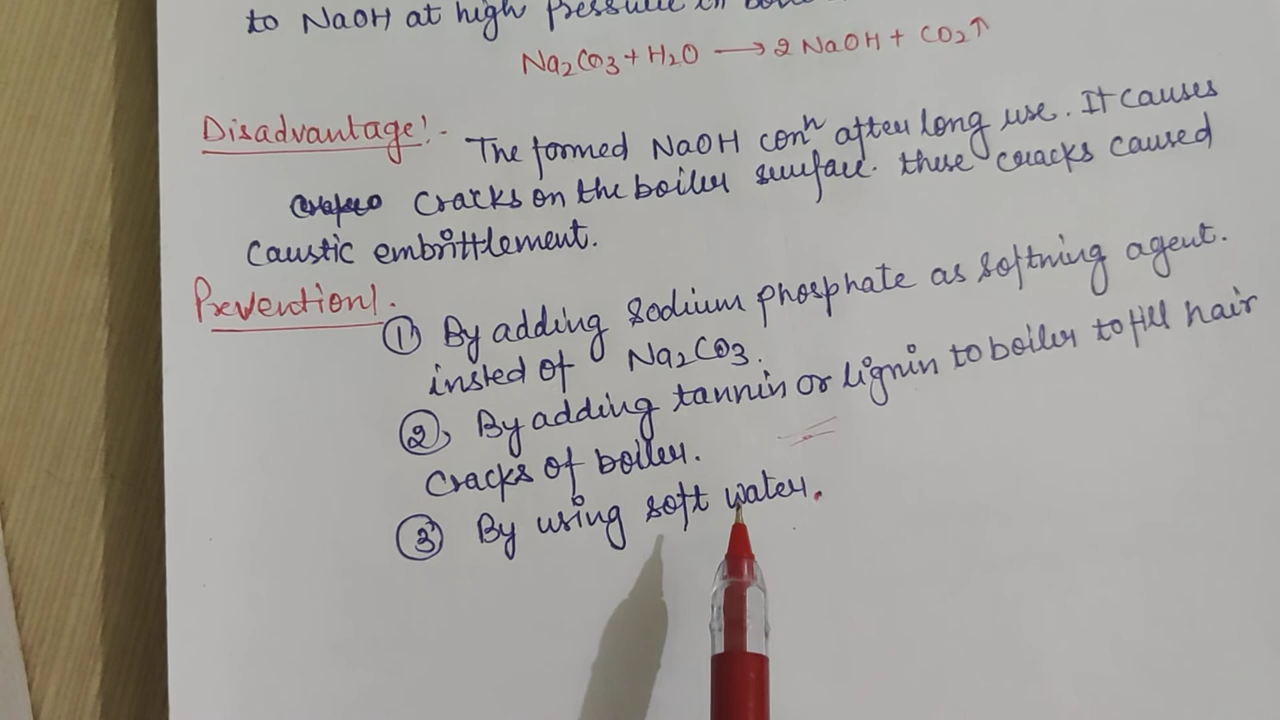 to NaOH at high pressure in
Na2CO3 + H2O ⟶ 2 NaOH + CO2↑
Disadvantage:- The formed NaOH conn after long use. It causes
cracks on the boiler surface. these cracks caused
Caustic embrittlement.
Prevention:- ① By adding Sodium phosphate as softning agent.
insted of Na2CO3.
②, By adding tannin or lignin to boiler to fill hair
Cracks of boiler.
③ By using soft water.